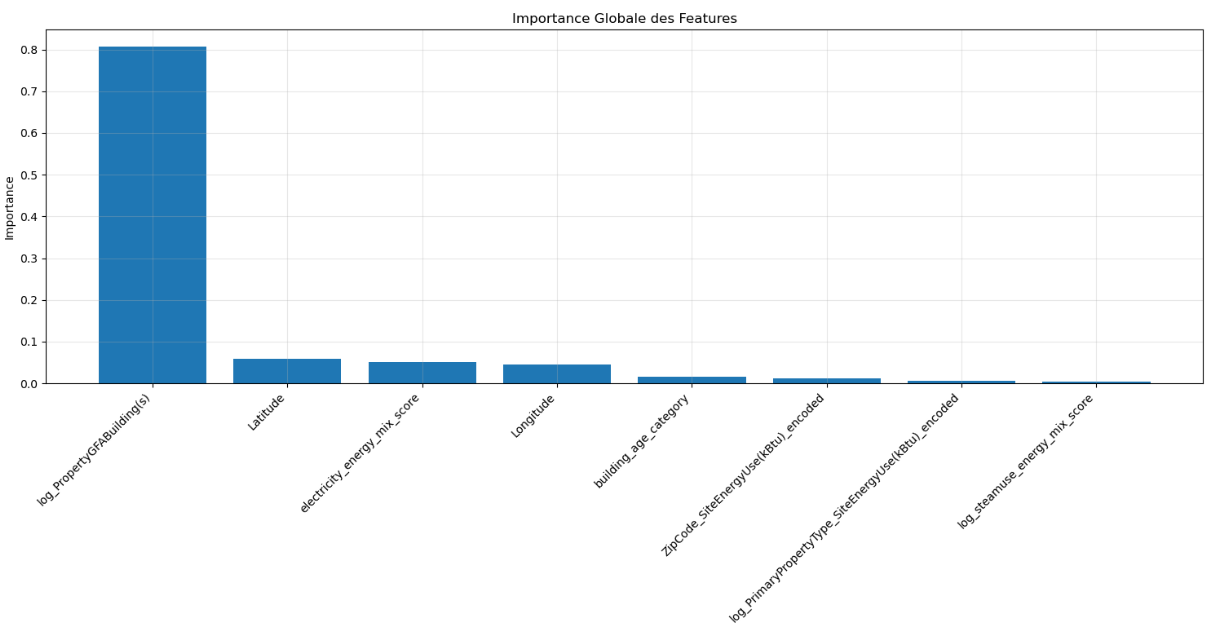 Importance Globale des Features
Importance
0.8
0.7
0.6
0.5
0.4
0.3
0.2
0.1
0.0
log_PropertyGFABuilding(s)
Latitude
electricity_energy_mix_score
Longitude
building_age_category
ZipCode_SiteEnergyUse(kBtu)_encoded
log_PrimaryPropertyType_SiteEnergyUse(kBtu)_encoded
log_steamuse_energy_mix_score